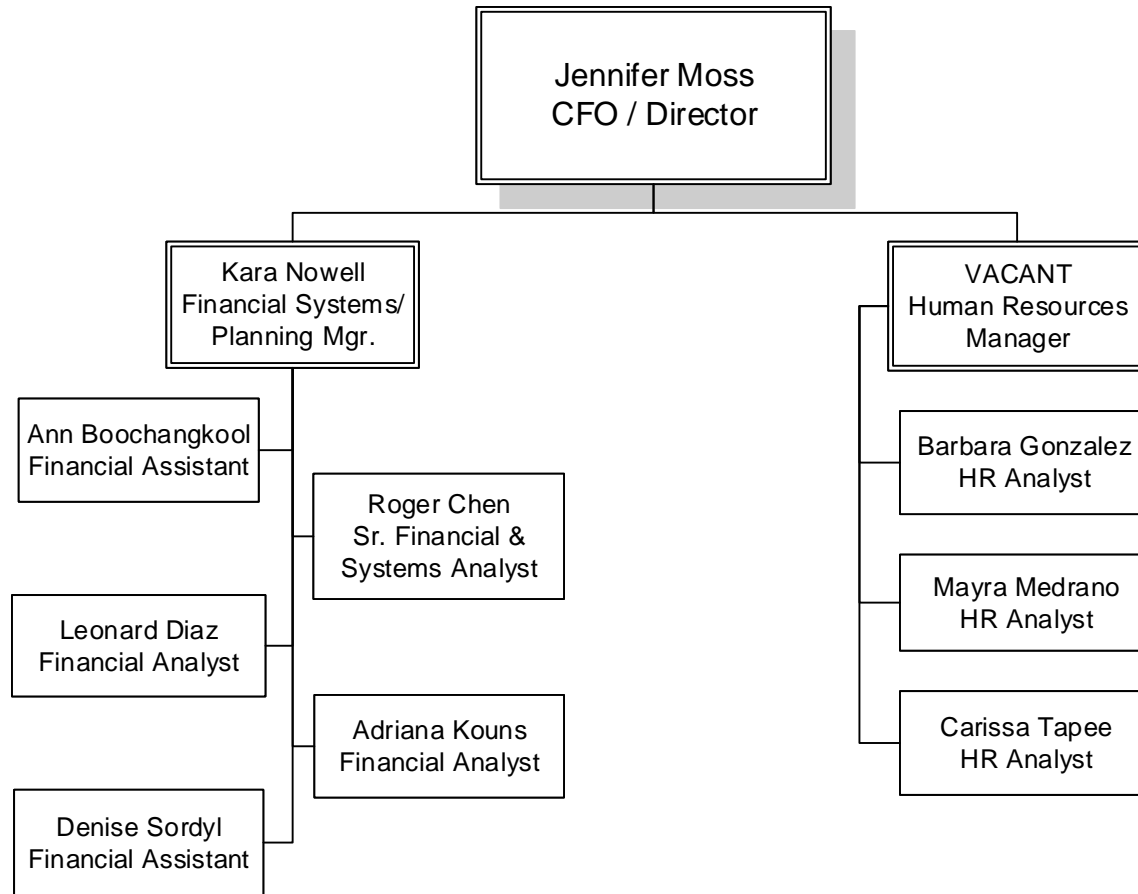 Jennifer Moss
CFO / Director
Kara Nowell
Financial Systems/
Planning Mgr.
VACANT
Human Resources
Manager
Ann Boochangkool
Financial Assistant
Barbara Gonzalez
HR Analyst
Roger Chen
Sr. Financial &
Systems Analyst
Mayra Medrano
HR Analyst
Leonard Diaz
Financial Analyst
Adriana Kouns
Financial Analyst
Carissa Tapee
HR Analyst
Denise Sordyl
Financial Assistant